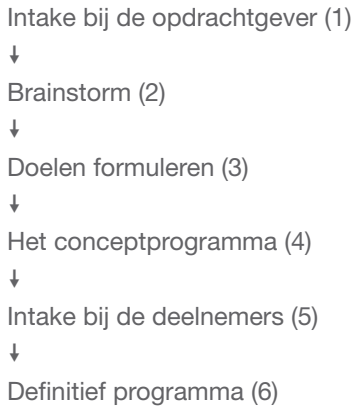 Intake bij de opdrachtgever (1)
↓
Brainstorm (2)
↓
Doelen formuleren (3)
↓
Het conceptprogramma (4)
↓
Intake bij de deelnemers (5)
↓
Definitief programma (6)